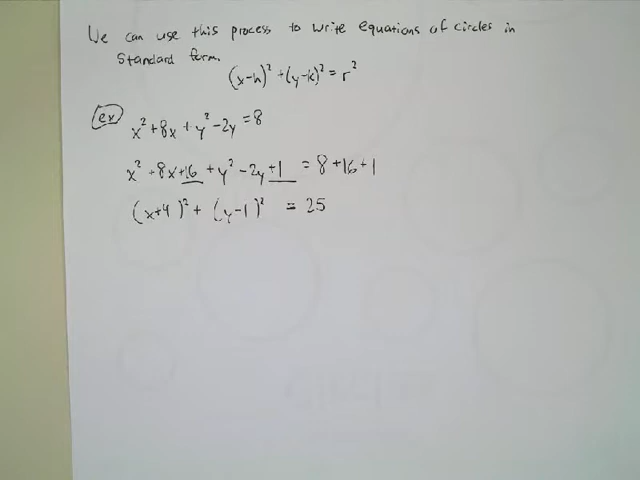 We can use this process to write equations of circles in
standard form.
(x-h)² + (y-k)² = r²
ex x² + 8x + y² - 2y = 8
x² + 8x + 16 + y² - 2y + 1 = 8 + 16 + 1
(x+4)² + (y-1)² = 25